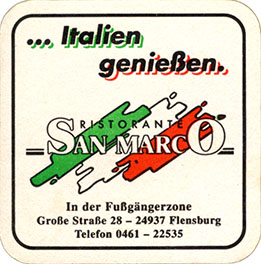 ... Italien
genießen.
RISTORANTE
SAN MARCO
In der Fußgängerzone
Große Straße 28 – 24937 Flensburg
Telefon 0461 – 22535